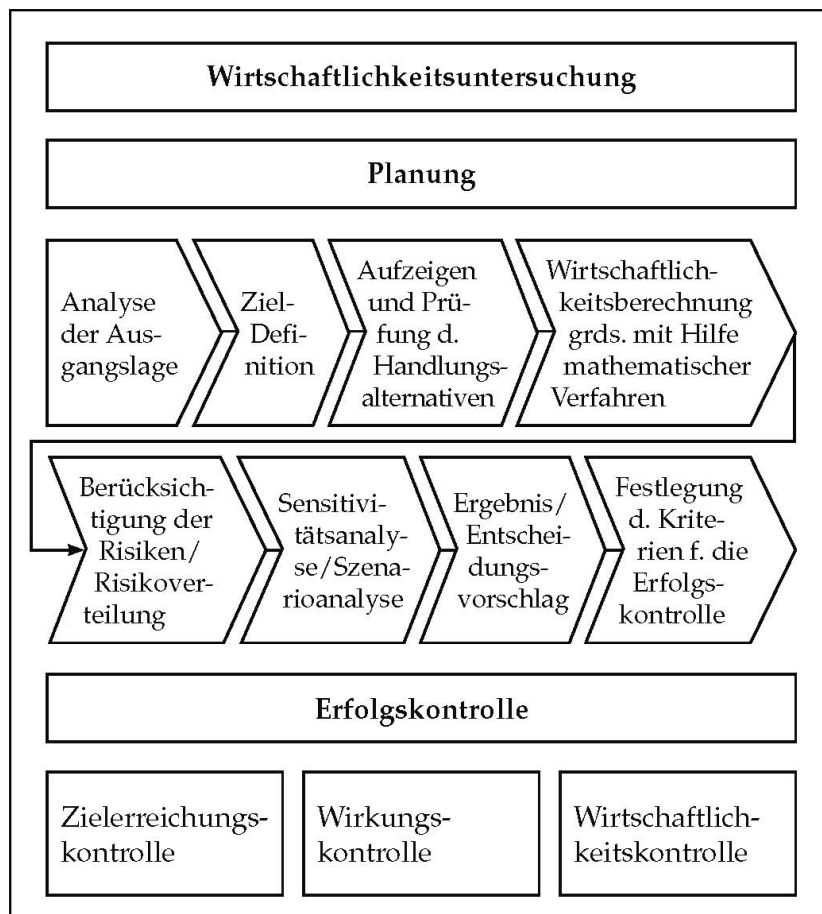 Wirtschaftlichkeitsuntersuchung
Planung
Analyse
der Aus-
gangslage
Ziel-
Defi-
nition
Aufzeigen
und Prü-
fung d.
Handlungs-
alternativen
Wirtschaftlich-
keitsberechnung
grds. mit Hilfe
mathematischer
Verfahren
Berücksich-
tigung der
Risiken/
Risikover-
teilung
Sensitivi-
tätsanaly-
se/Szena-
rioanalyse
Ergebnis/
Entschei-
dungs-
vorschlag
Festlegung
d. Krite-
rien f. die
Erfolgs-
kontrolle
Erfolgskontrolle
Zielerreichungs-
kontrolle
Wirkungs-
kontrolle
Wirtschaftlich-
keitskontrolle